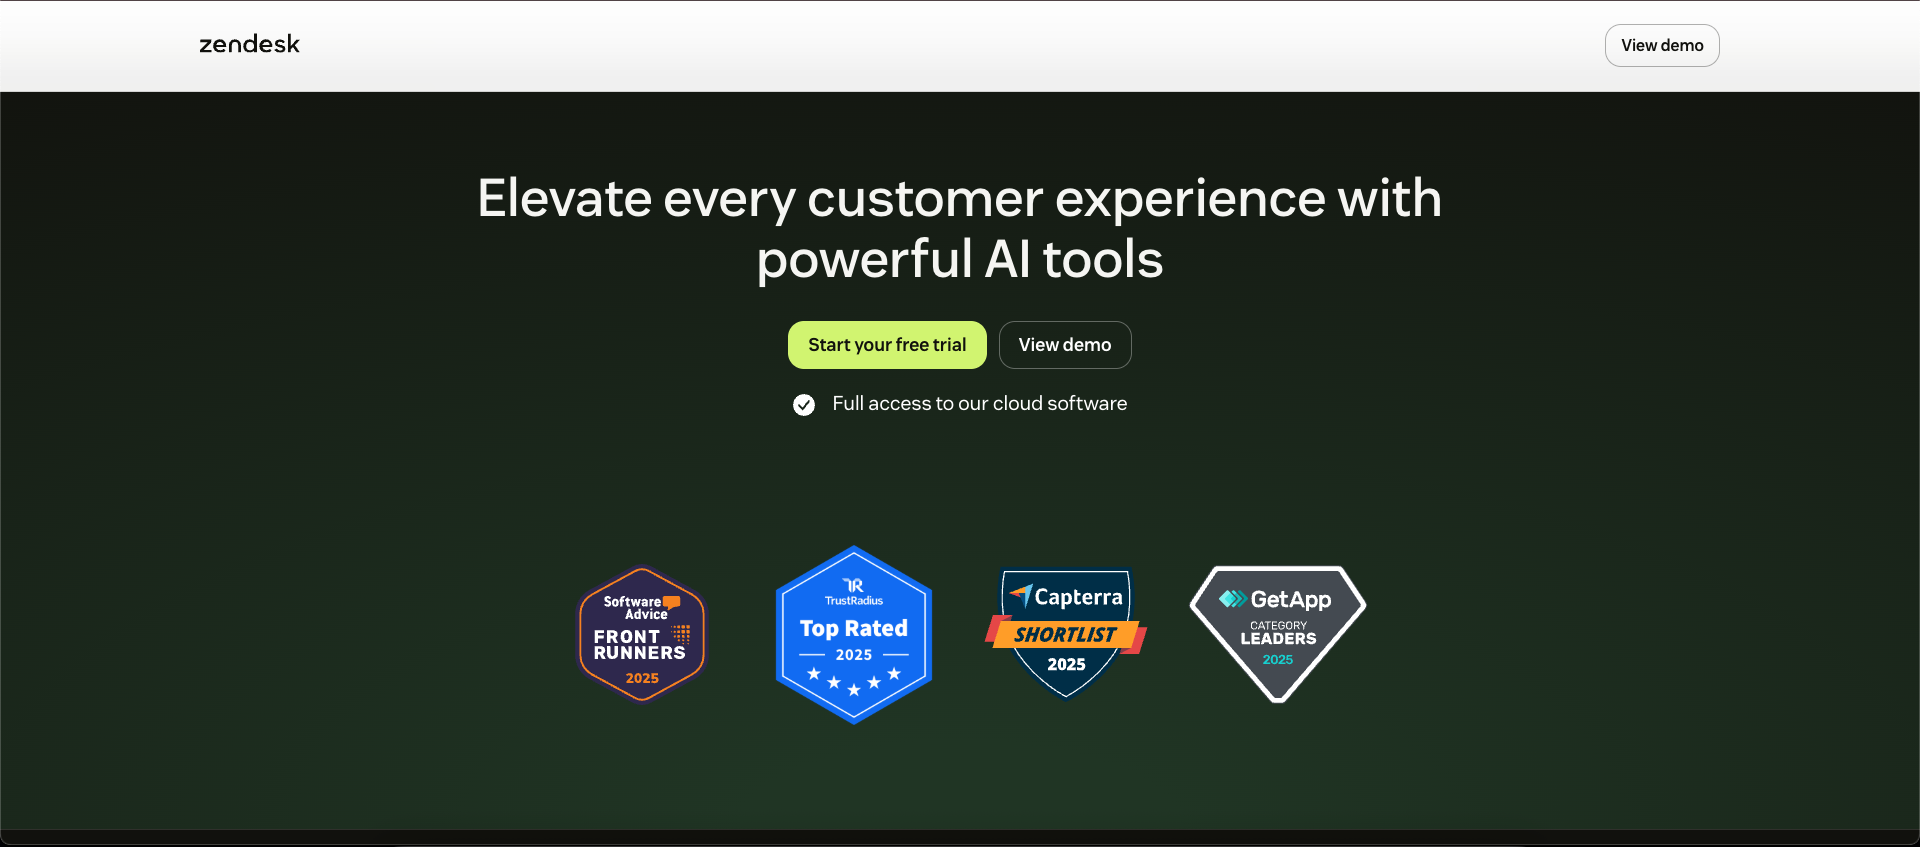 zendesk
View demo
Elevate every customer experience with
powerful AI tools
Start your free trial
View demo
Full access to our cloud software
Software
Advice
FRONT
RUNNERS
2025
TR
TrustRadius
Top Rated
2025
Capterra
SHORTLIST
2025
GetApp
CATEGORY
LEADERS
2025